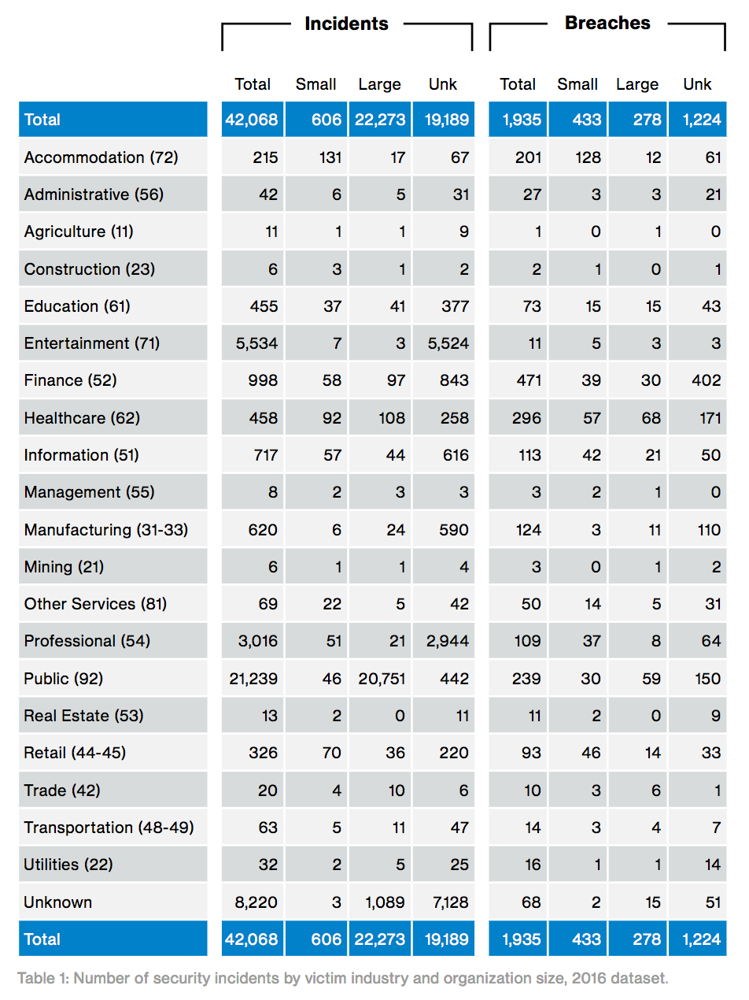 Incidents Breaches
Total Small Large Unk Total Small Large Unk
Total 42,068 606 22,273 19,189 1,935 433 278 1,224
Accommodation (72) 215 131 17 67 201 128 12 61
Administrative (56) 42 6 5 31 27 3 3 21
Agriculture (11) 11 1 1 9 1 0 1 0
Construction (23) 6 3 1 2 2 1 0 1
Education (61) 455 37 41 377 73 15 15 43
Entertainment (71) 5,534 7 3 5,524 11 5 3 3
Finance (52) 998 58 97 843 471 39 30 402
Healthcare (62) 458 92 108 258 296 57 68 171
Information (51) 717 57 44 616 113 42 21 50
Management (55) 8 2 3 3 3 2 1 0
Manufacturing (31-33) 620 6 24 590 124 3 11 110
Mining (21) 6 1 1 4 3 0 1 2
Other Services (81) 69 22 5 42 50 14 5 31
Professional (54) 3,016 51 21 2,944 109 37 8 64
Public (92) 21,239 46 20,751 442 239 30 59 150
Real Estate (53) 13 2 0 11 11 2 0 9
Retail (44-45) 326 70 36 220 93 46 14 33
Trade (42) 20 4 10 6 10 3 6 1
Transportation (48-49) 63 5 11 47 14 3 4 7
Utilities (22) 32 2 5 25 16 1 1 14
Unknown 8,220 3 1,089 7,128 68 2 15 51
Total 42,068 606 22,273 19,189 1,935 433 278 1,224
Table 1: Number of security incidents by victim industry and organization size, 2016 dataset.